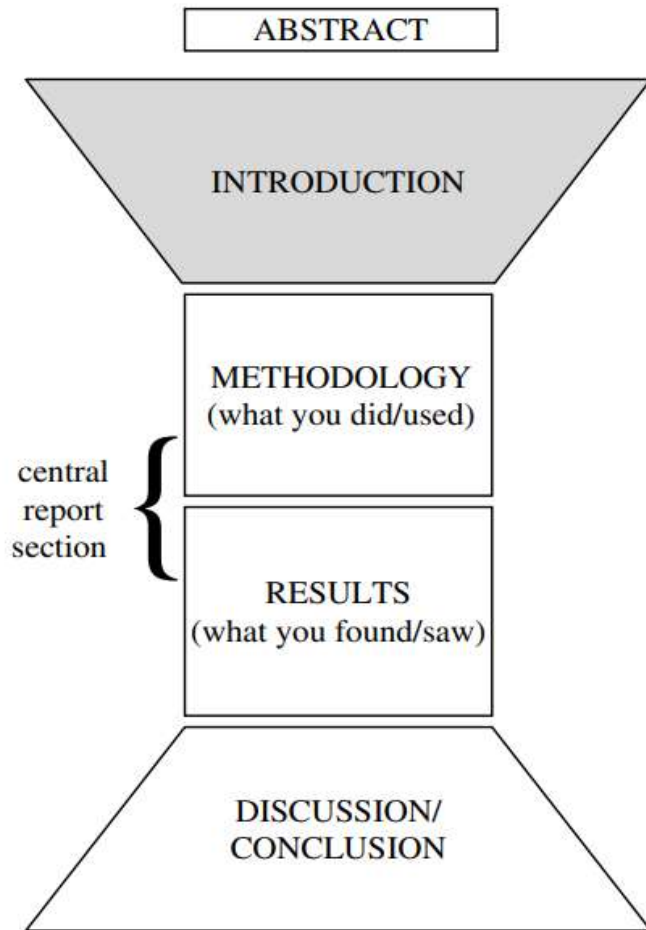 ABSTRACT
INTRODUCTION
METHODOLOGY
(what you did/used)
central
report
section
RESULTS
(what you found/saw)
DISCUSSION/
CONCLUSION